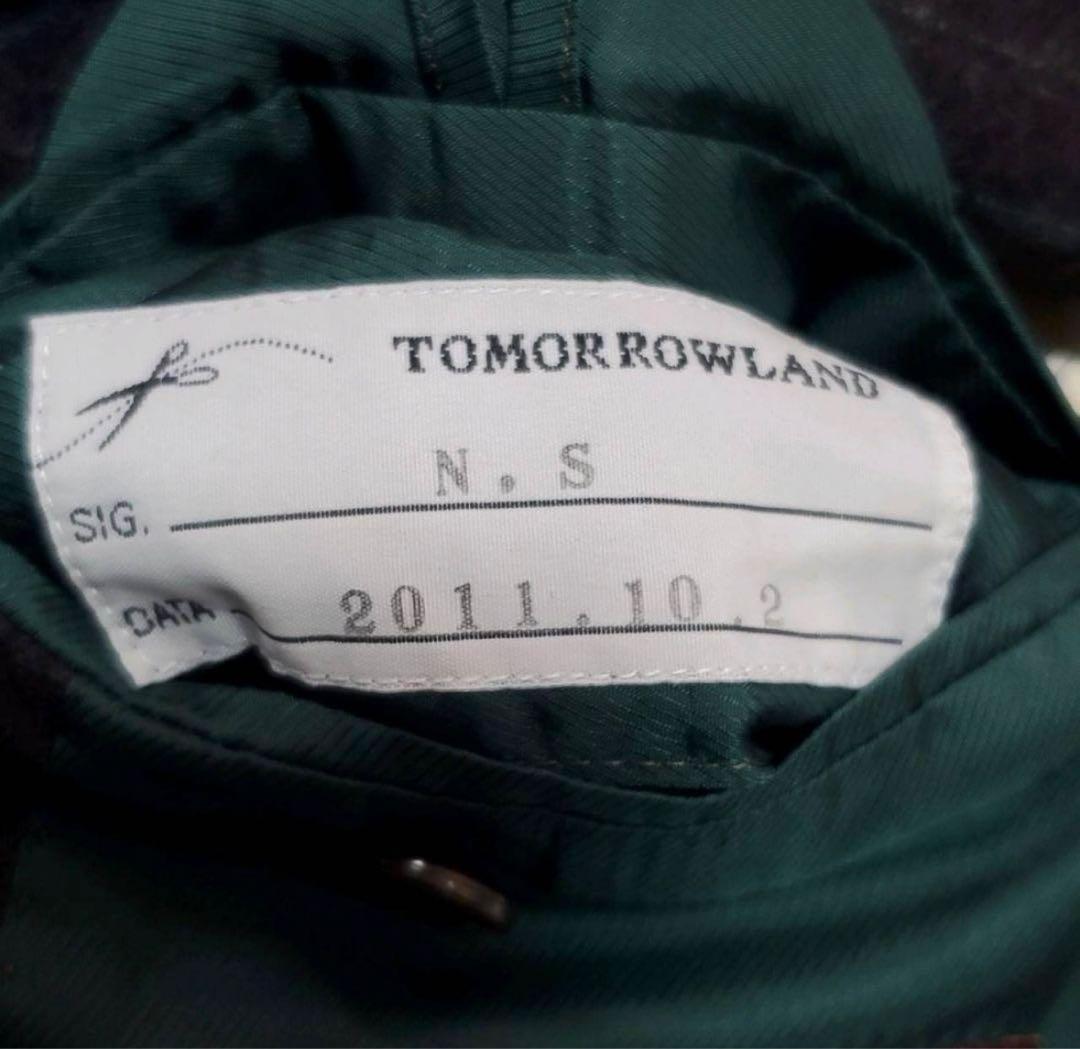 TOMORROWLAND
N.S
SIG.
2011.10.2
DATA